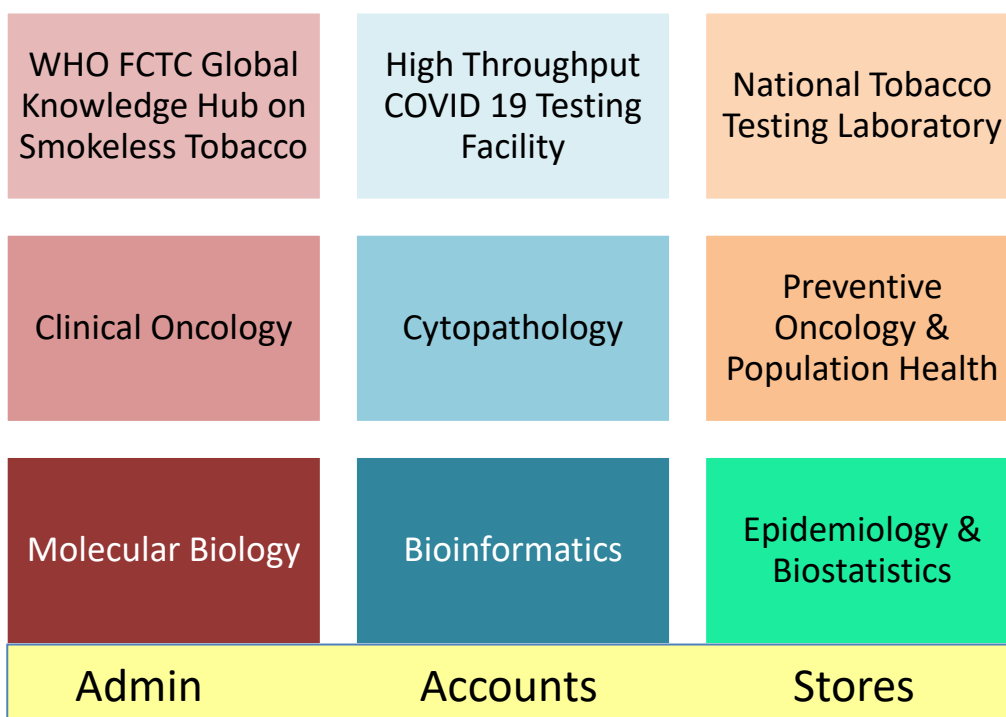 WHO FCTC Global
Knowledge Hub on
Smokeless Tobacco
High Throughput
COVID 19 Testing
Facility
National Tobacco
Testing Laboratory
Clinical Oncology
Cytopathology
Preventive
Oncology &
Population Health
Molecular Biology
Bioinformatics
Epidemiology &
Biostatistics
Admin
Accounts
Stores